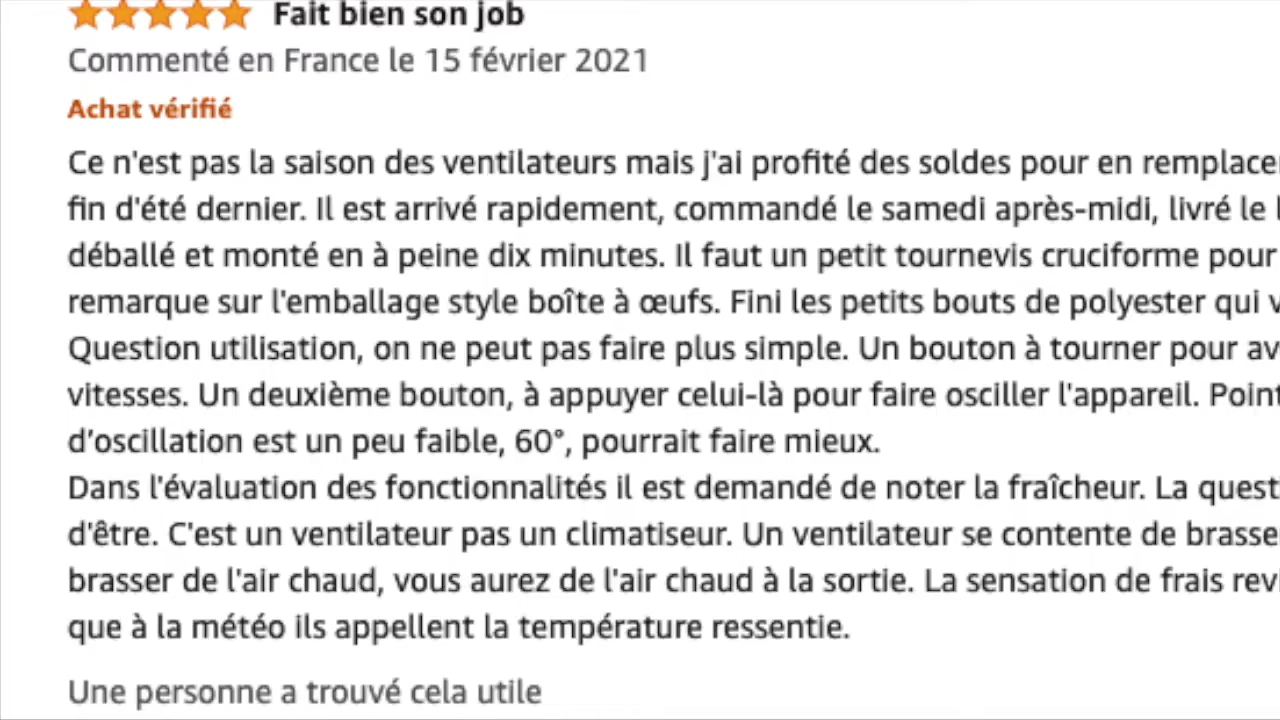 Fait bien son job
Commenté en France le 15 février 2021
Achat vérifié
Ce n'est pas la saison des ventilateurs mais j'ai profité des soldes pour en
fin d'été dernier. Il est arrivé rapidement, commandé le samedi après-midi, livré le
déballé et monté en à peine dix minutes. Il faut un petit tournevis cruciforme pour
remarque sur l'emballage style boîte à œufs. Fini les petits bouts de polyester qui
Question utilisation, on ne peut pas faire plus simple. Un bouton à tourner pour
vitesses. Un deuxième bouton, à appuyer celui-là pour faire osciller l'appareil. Point
d’oscillation est un peu faible, 60°, pourrait faire mieux.
Dans l'évaluation des fonctionnalités il est demandé de noter la fraîcheur. La
d'être. C'est un ventilateur pas un climatiseur. Un ventilateur se contente de
brasser de l'air chaud, vous aurez de l'air chaud à la sortie. La sensation de frais
que à la météo ils appellent la température ressentie.
Une personne a trouvé cela utile